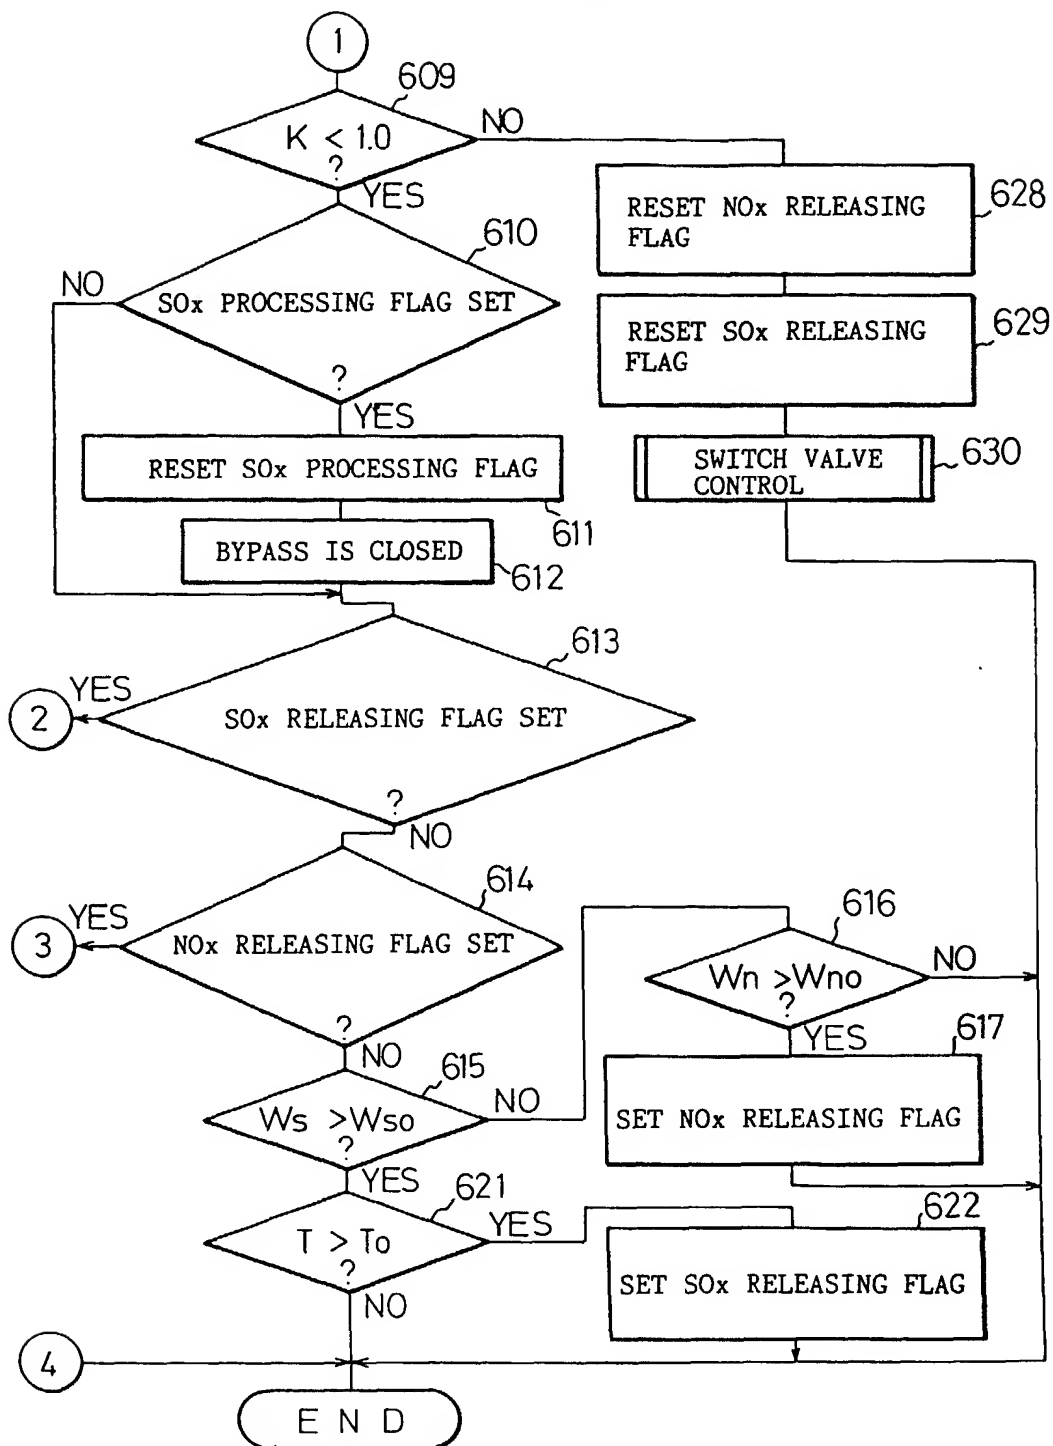 1
609
K < 1.0
?
NO
YES
RESET NOx RELEASING
FLAG
628
610
NO
SOx PROCESSING FLAG SET
?
YES
RESET SOx RELEASING
FLAG
629
RESET SOx PROCESSING FLAG
611
SWITCH VALVE
CONTROL
630
BYPASS IS CLOSED
612
613
YES
2
SOx RELEASING FLAG SET
?
NO
614
YES
3
NOx RELEASING FLAG SET
?
NO
616
Wn >Wno
?
NO
YES
615
Ws >Wso
?
NO
YES
617
SET NOx RELEASING FLAG
621
T > To
?
YES
NO
622
SET SOx RELEASING FLAG
4
END